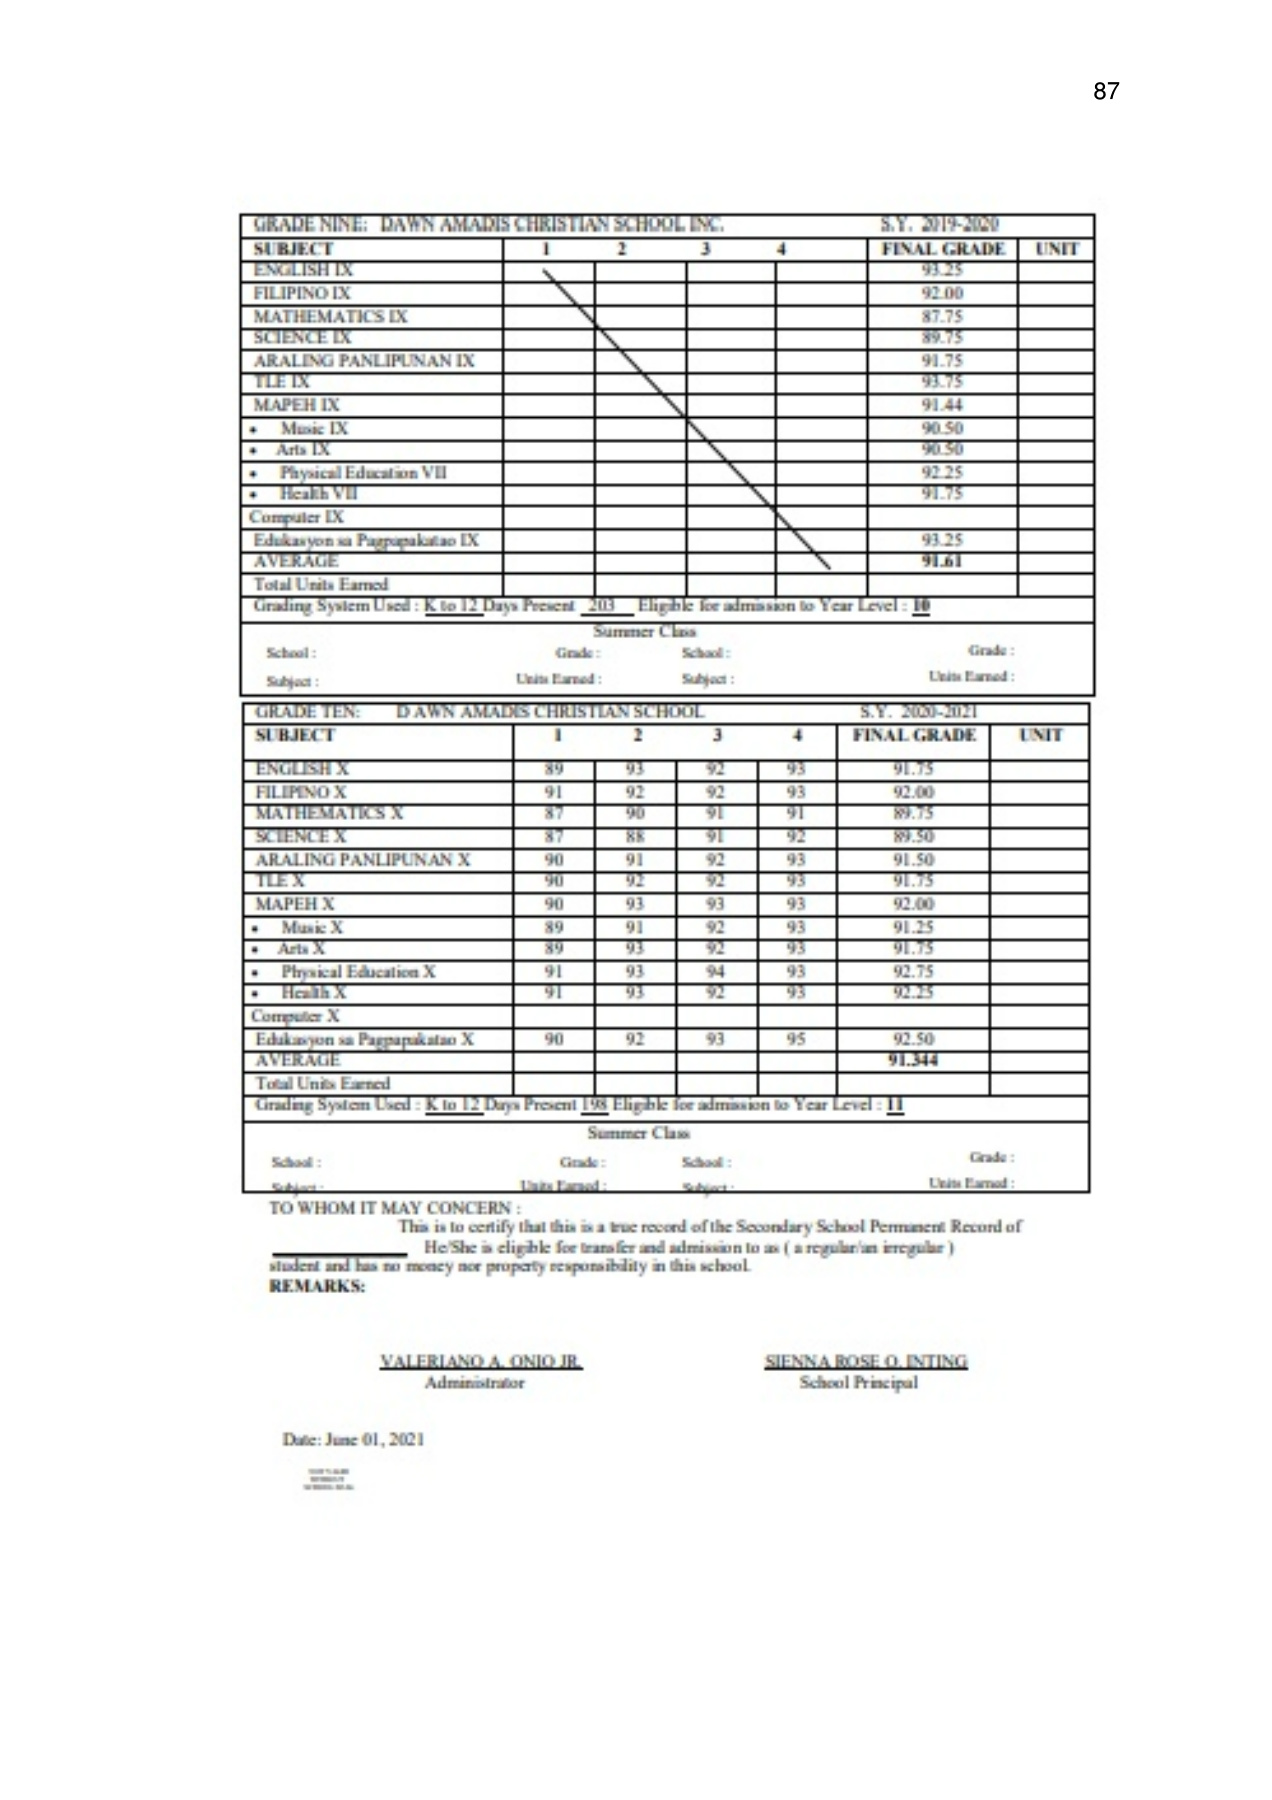 87
GRADE NINE: DAWN AMADIS CHRISTIAN SCHOOL INC. S.Y. 2019-2020
SUBJECT 1 2 3 4 FINAL GRADE UNIT
ENGLISH IX 93.25
FILIPINO IX 92.00
MATHEMATICS IX 87.75
SCIENCE IX 89.75
ARALING PANLIPUNAN IX 91.75
TLE IX 93.75
MAPEH IX 91.44
• Music IX 90.50
• Arts IX 90.50
• Physical Education VII 92.25
• Health VII 91.75
Computer IX
Edukasyon sa Pagpapakatao IX 93.25
AVERAGE 91.61
Total Units Earned
Grading System Used : K to 12 Days Present 203 Eligible for admission to Year Level : 10
Summer Class
School : Grade : School : Grade :
Subject : Units Earned : Subject : Units Earned :
GRADE TEN: D AWN AMADIS CHRISTIAN SCHOOL S.Y. 2020-2021
SUBJECT 1 2 3 4 FINAL GRADE UNIT
ENGLISH X 89 93 92 93 91.75
FILIPINO X 91 92 92 93 92.00
MATHEMATICS X 87 90 91 91 89.75
SCIENCE X 87 88 91 92 89.50
ARALING PANLIPUNAN X 90 91 92 93 91.50
TLE X 90 92 92 93 91.75
MAPEH X 90 93 93 93 92.00
• Music X 89 91 92 93 91.25
• Arts X 89 93 92 93 91.75
• Physical Education X 91 93 94 93 92.75
• Health X 91 93 92 93 92.25
Computer X
Edukasyon sa Pagpapakatao X 90 92 93 95 92.50
AVERAGE 91.344
Total Units Earned
Grading System Used : K to 12 Days Present 198 Eligible for admission to Year Level : 11
Summer Class
School : Grade : School : Grade :
Subject : Units Earned : Subject : Units Earned :
TO WHOM IT MAY CONCERN :
This is to certify that this is a true record of the Secondary School Permanent Record of
He/She is eligible for transfer and admission to as ( a regular/an irregular )
student and has no money nor property responsibility in this school.
REMARKS:
VALERIANO A. ONIO JR. SIENNA ROSE O. INTING
Administrator School Principal
Date: June 01, 2021